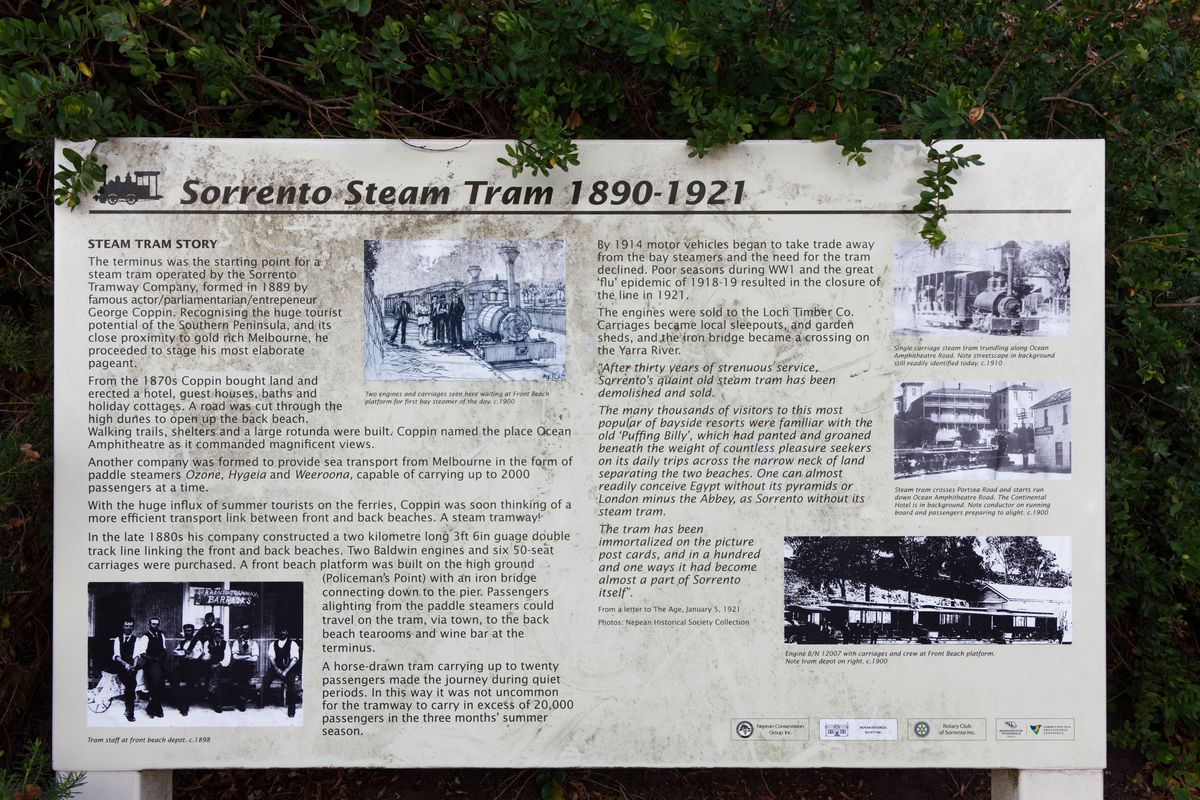 Sorrento Steam Tram 1890-1921
STEAM TRAM STORY
The terminus was the starting point for a
steam tram operated by the Sorrento
Tramway Company, formed in 1889 by
famous actor/parliamentarian/entrepeneur
George Coppin. Recognising the huge tourist
potential of the Southern Peninsula, and its
close proximity to gold rich Melbourne, he
proceeded to stage his most elaborate
pageant.
From the 1870s Coppin bought land and
erected a hotel, guest houses, baths and
holiday cottages. A road was cut through the
high dunes to open up the back beach.
Walking trails, shelters and a large rotunda were built. Coppin named the place Ocean
Amphitheatre as it commanded magnificent views.
Another company was formed to provide sea transport from Melbourne in the form of
paddle steamers Ozone, Hygeia and Weeroona, capable of carrying up to 2000
passengers at a time.
With the huge influx of summer tourists on the ferries, Coppin was soon thinking of a
more efficient transport link between front and back beaches. A steam tramway!
In the late 1880s his company constructed a two kilometre long 3ft 6in guage double
track line linking the front and back beaches. Two Baldwin engines and six 50-seat
carriages were purchased. A front beach platform was built on the high ground
(Policeman's Point) with an iron bridge
connecting down to the pier. Passengers
alighting from the paddle steamers could
travel on the tram, via town, to the back
beach tearooms and wine bar at the
terminus.
A horse-drawn tram carrying up to twenty
passengers made the journey during quiet
periods. In this way it was not uncommon
for the tramway to carry in excess of 20,000
passengers in the three months' summer
season.
Two engines and carriages seen here waiting at Front Beach
platform for first bay steamer of the day. c.1900
SORRENTO TRAMWAY
BARRACKS
Tram staff at front beach depot. c.1898
By 1914 motor vehicles began to take trade away
from the bay steamers and the need for the tram
declined. Poor seasons during WW1 and the great
'flu' epidemic of 1918-19 resulted in the closure of
the line in 1921.
The engines were sold to the Loch Timber Co.
Carriages became local sleepouts, and garden
sheds, and the iron bridge became a crossing on
the Yarra River.
"After thirty years of strenuous service,
Sorrento's quaint old steam tram has been
demolished and sold.
The many thousands of visitors to this most
popular of bayside resorts were familiar with the
old 'Puffing Billy', which had panted and groaned
beneath the weight of countless pleasure seekers
on its daily trips across the narrow neck of land
separating the two beaches. One can almost
readily conceive Egypt without its pyramids or
London minus the Abbey, as Sorrento without its
steam tram.
The tram has been
immortalized on the picture
post cards, and in a hundred
and one ways it had become
almost a part of Sorrento
itself".
From a letter to The Age, January 5, 1921
Photos: Nepean Historical Society Collection
Single carriage steam tram trundling along Ocean
Amphitheatre Road. Note streetscape in background
still readily identified today. c.1910
Steam tram crosses Portsea Road and starts run
down Ocean Amphitheatre Road. The Continental
Hotel is in background. Note conductor on running
board and passengers preparing to alight. c.1900
Engine B/N 12007 with carriages and crew at Front Beach platform.
Note tram depot on right. c.1900
Nepean Conservation
Group Inc.
NEPEAN HISTORICAL
SOCIETY INC.
Rotary Club
of Sorrento Inc.
MORNINGTON
PENINSULA